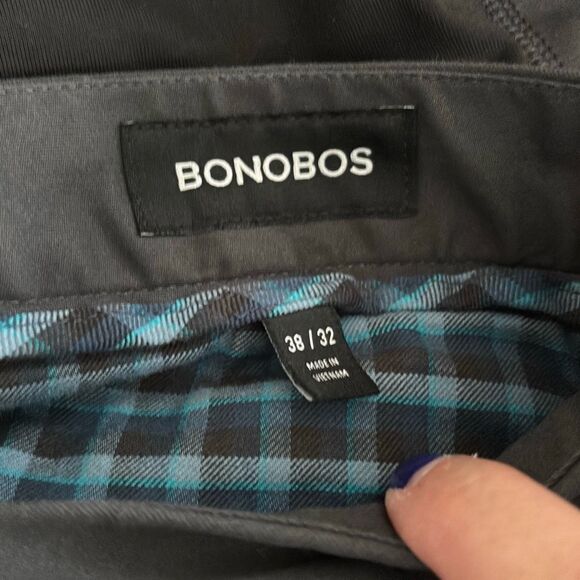 BONOBOS
38 / 32
MADE IN
VIETNAM